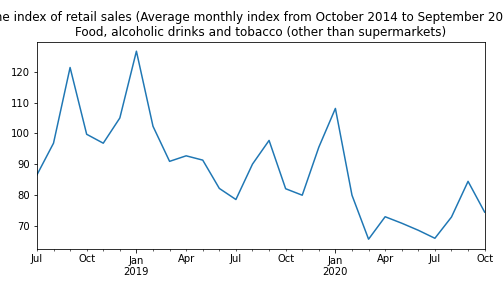 e index of retail sales (Average monthly index from October 2014 to September 20
Food, alcoholic drinks and tobacco (other than supermarkets)
120
110
100
90
80
70
Jul Oct Jan Apr Jul Oct Jan Apr Jul Oct
2019 2020